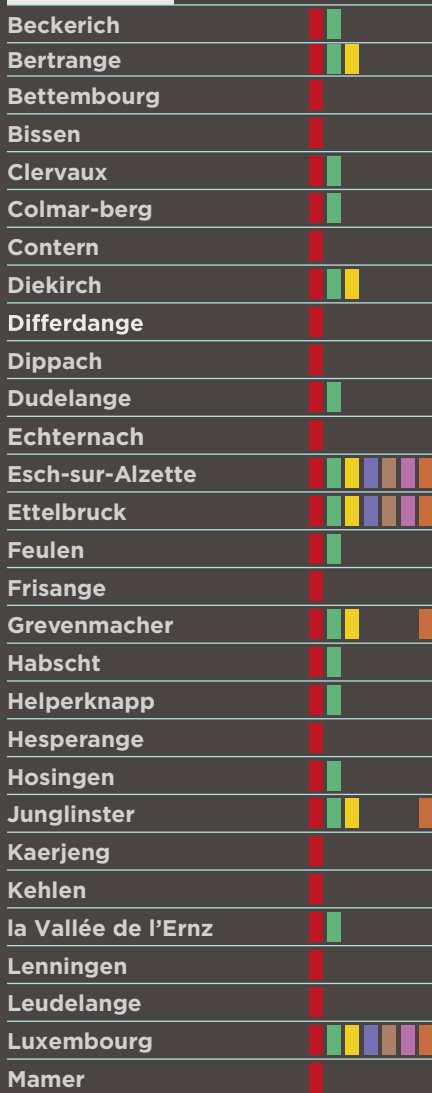 Beckerich
Bertrange
Bettembourg
Bissen
Clervaux
Colmar-berg
Contern
Diekirch
Differdange
Dippach
Dudelange
Echternach
Esch-sur-Alzette
Ettelbruck
Feulen
Frisange
Grevenmacher
Habscht
Helperknapp
Hesperange
Hosingen
Junglinster
Kaerjeng
Kehlen
la Vallée de l’Ernz
Lenningen
Leudelange
Luxembourg
Mamer